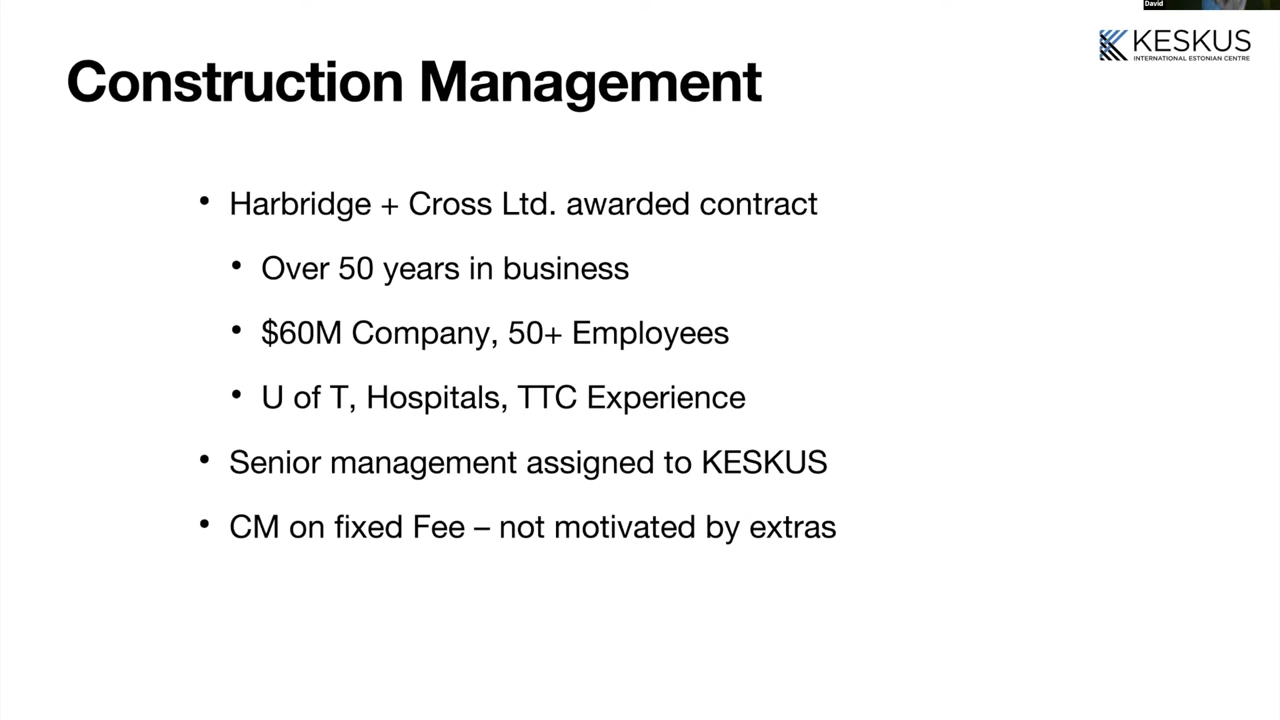 David
KESKUS
INTERNATIONAL ESTONIAN CENTRE
Construction Management
• Harbridge + Cross Ltd. awarded contract
• Over 50 years in business
• $60M Company, 50+ Employees
• U of T, Hospitals, TTC Experience
• Senior management assigned to KESKUS
• CM on fixed Fee – not motivated by extras